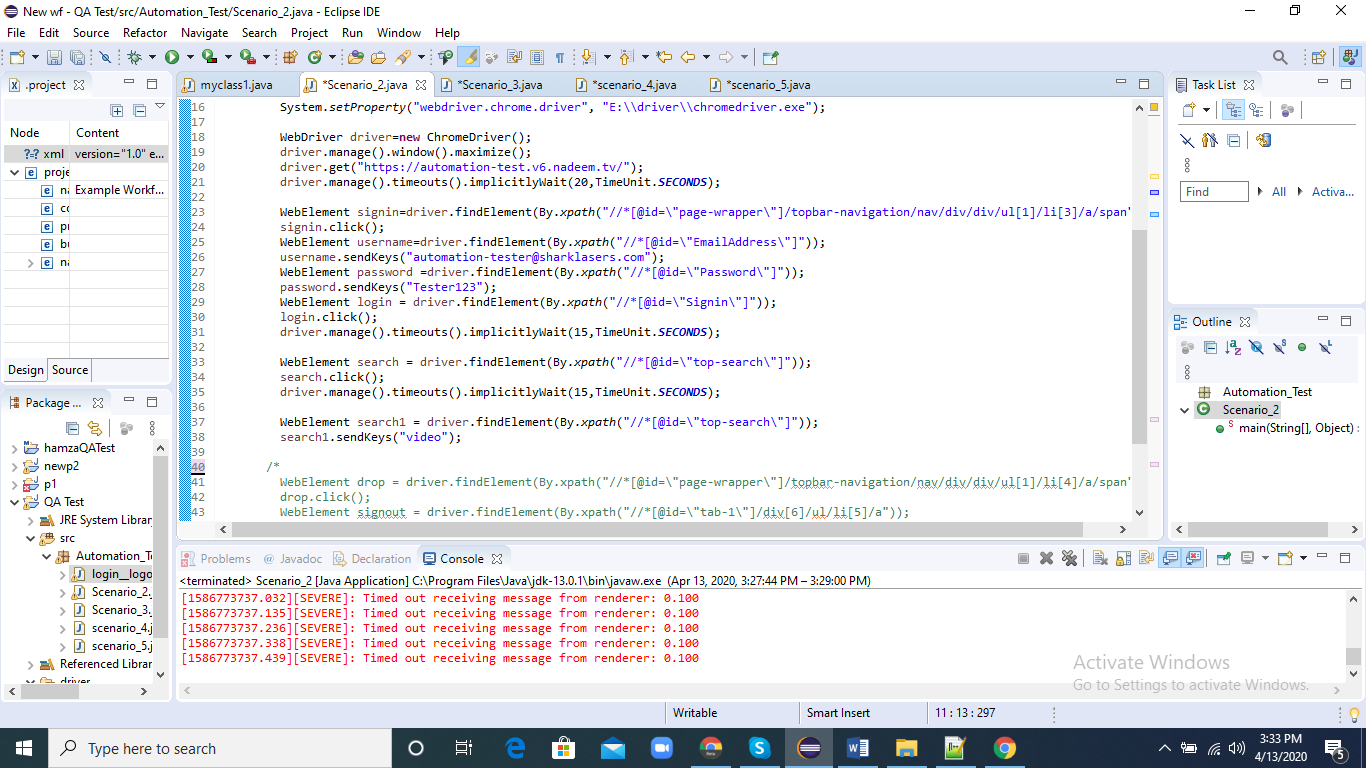 New wf - QA Test/src/Automation_Test/Scenario_2.java - Eclipse IDE
File Edit Source Refactor Navigate Search Project Run Window Help
.project
Node Content
?=? xml version="1.0" e...
proje
na Example Workf...
co
pr
bu
na
Design Source
Package ...
hamzaQATest
newp2
p1
QA Test
JRE System Librar
src
Automation_T
login__logo
Scenario_2.
Scenario_3.
scenario_4.j
scenario_5.j
Referenced Librar
driver
myclass1.java *Scenario_2.java *Scenario_3.java *scenario_4.java *scenario_5.java
16 System.setProperty("webdriver.chrome.driver", "E:\\driver\\chromedriver.exe");
17
18 WebDriver driver=new ChromeDriver();
19 driver.manage().window().maximize();
20 driver.get("https://automation-test.v6.nadeem.tv/");
21 driver.manage().timeouts().implicitlyWait(20,TimeUnit.SECONDS);
22
23 WebElement signin=driver.findElement(By.xpath("//*[@id=\"page-wrapper\"]/topbar-navigation/nav/div/div/ul[1]/li[3]/a/span"
24 signin.click();
25 WebElement username=driver.findElement(By.xpath("//*[@id=\"EmailAddress\"]"));
26 username.sendKeys("automation-tester@sharklasers.com");
27 WebElement password =driver.findElement(By.xpath("//*[@id=\"Password\"]"));
28 password.sendKeys("Tester123");
29 WebElement login = driver.findElement(By.xpath("//*[@id=\"Signin\"]"));
30 login.click();
31 driver.manage().timeouts().implicitlyWait(15,TimeUnit.SECONDS);
32
33 WebElement search = driver.findElement(By.xpath("//*[@id=\"top-search\"]"));
34 search.click();
35 driver.manage().timeouts().implicitlyWait(15,TimeUnit.SECONDS);
36
37 WebElement search1 = driver.findElement(By.xpath("//*[@id=\"top-search\"]"));
38 search1.sendKeys("video");
39
40 /*
41 WebElement drop = driver.findElement(By.xpath("//*[@id=\"page-wrapper\"]/topbar-navigation/nav/div/div/ul[1]/li[4]/a/span"
42 drop.click();
43 WebElement signout = driver.findElement(By.xpath("//*[@id=\"tab-1\"]/div[6]/ul/li[5]/a"));
Problems @ Javadoc Declaration Console
<terminated> Scenario_2 [Java Application] C:\Program Files\Java\jdk-13.0.1\bin\javaw.exe (Apr 13, 2020, 3:27:44 PM – 3:29:00 PM)
[1586773737.032][SEVERE]: Timed out receiving message from renderer: 0.100
[1586773737.135][SEVERE]: Timed out receiving message from renderer: 0.100
[1586773737.236][SEVERE]: Timed out receiving message from renderer: 0.100
[1586773737.338][SEVERE]: Timed out receiving message from renderer: 0.100
[1586773737.439][SEVERE]: Timed out receiving message from renderer: 0.100
Task List
Find All Activa...
Outline
Automation_Test
Scenario_2
main(String[], Object) :
Activate Windows
Go to Settings to activate Windows.
Writable Smart Insert 11 : 13 : 297
Type here to search
3:33 PM
4/13/2020
5